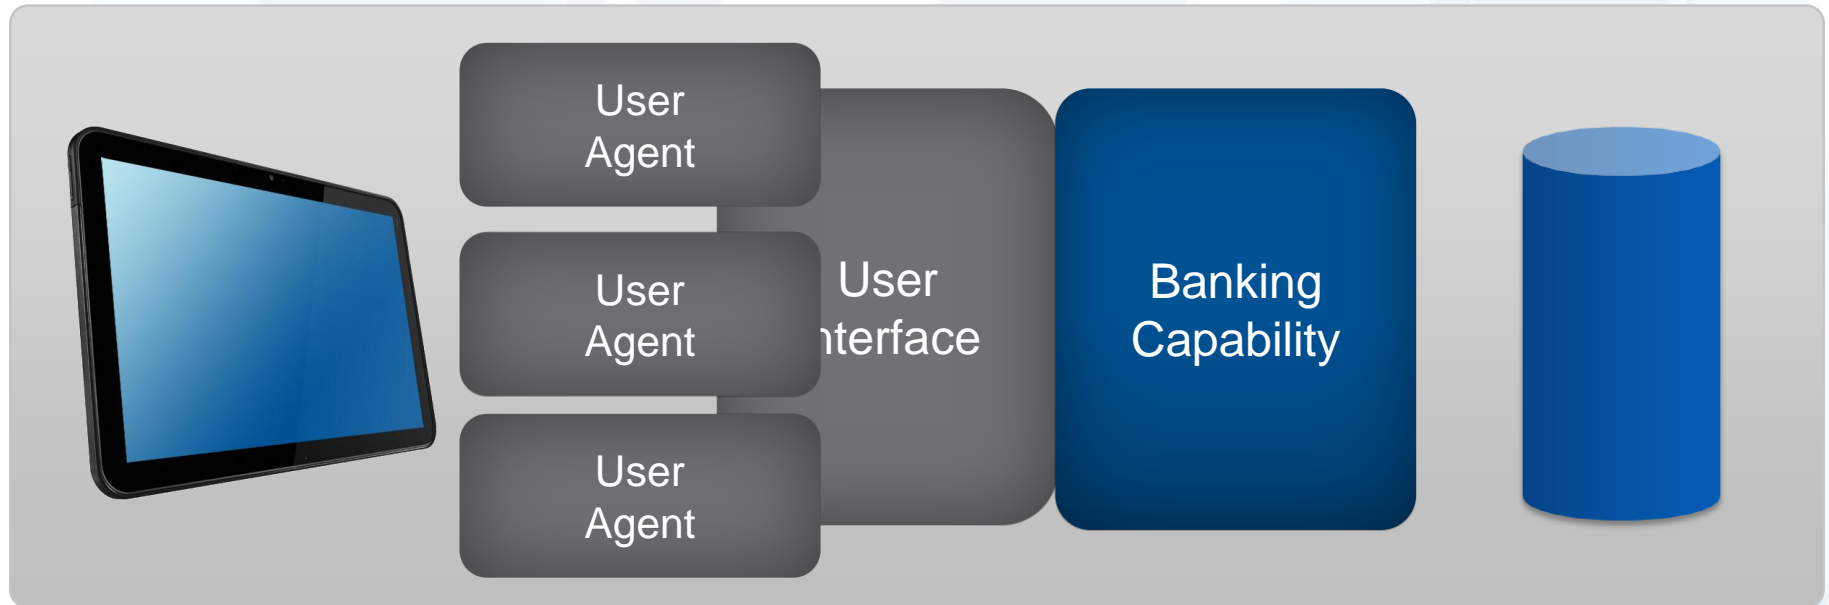 User
Agent
User
Agent
User
Agent
User
nterface
Banking
Capability